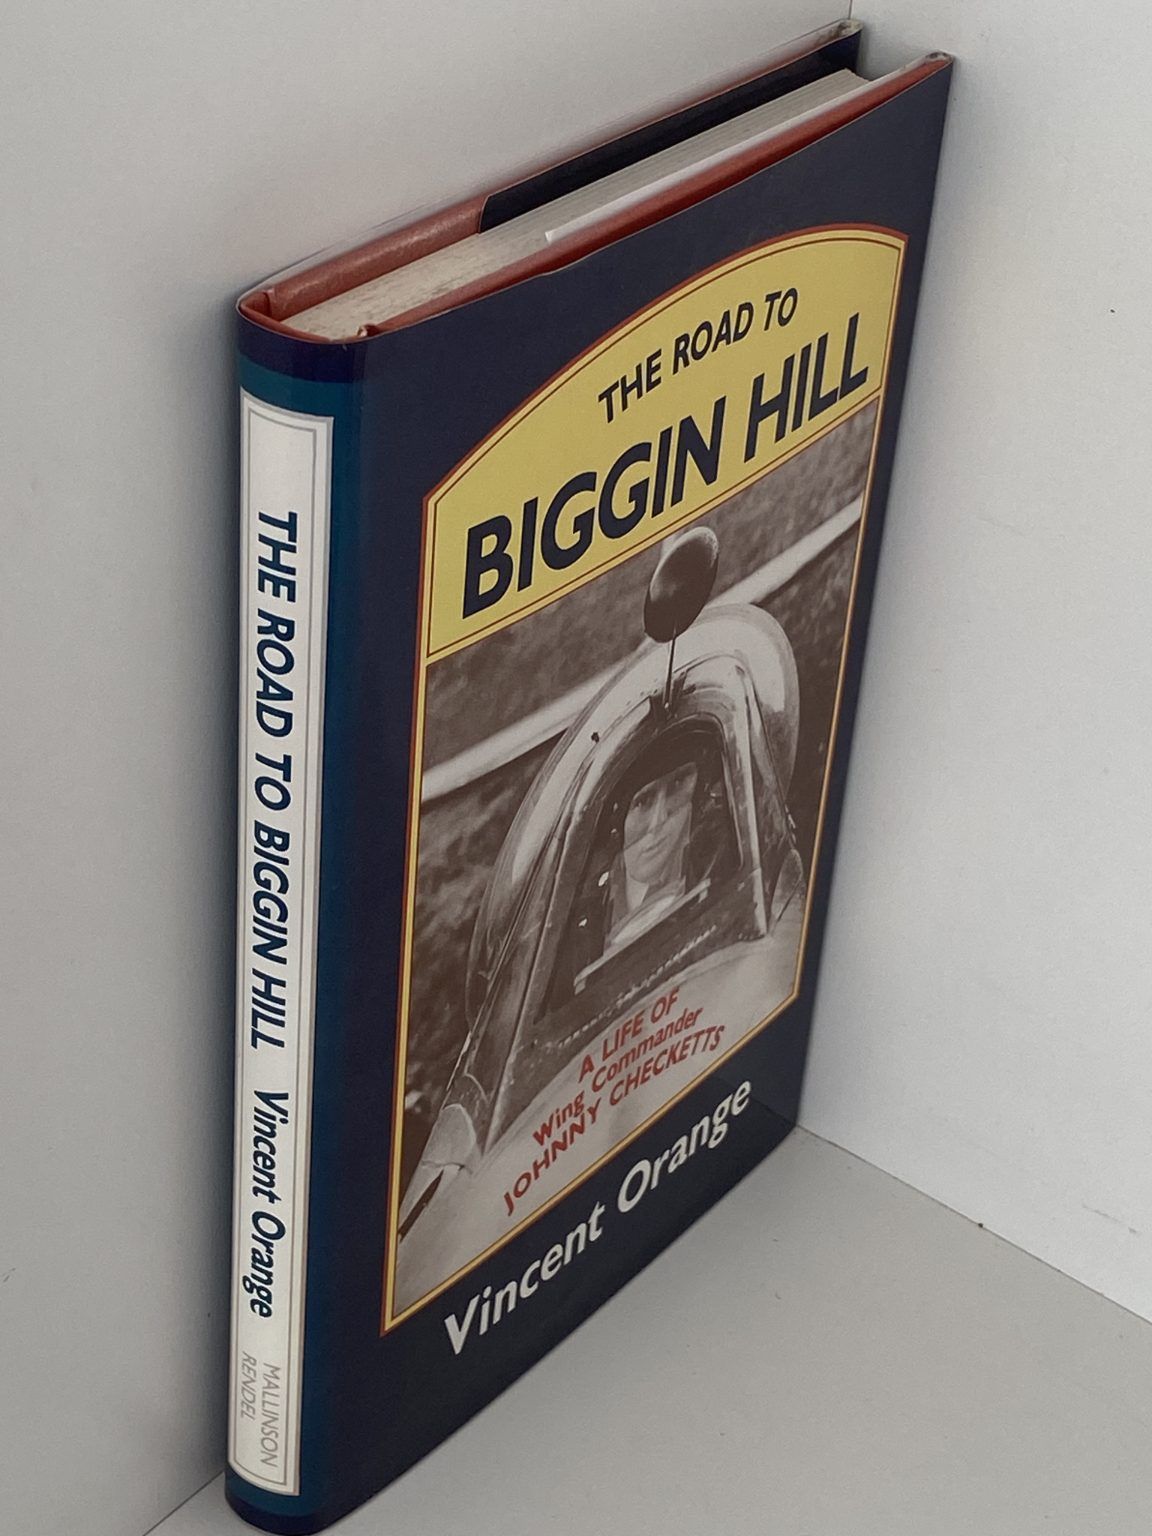 THE ROAD TO
BIGGIN HILL
A LIFE OF
Wing Commander
JOHNNY CHECKETTS
Vincent Orange
THE ROAD TO BIGGIN HILL Vincent Orange
MALLINSON
RENDEL